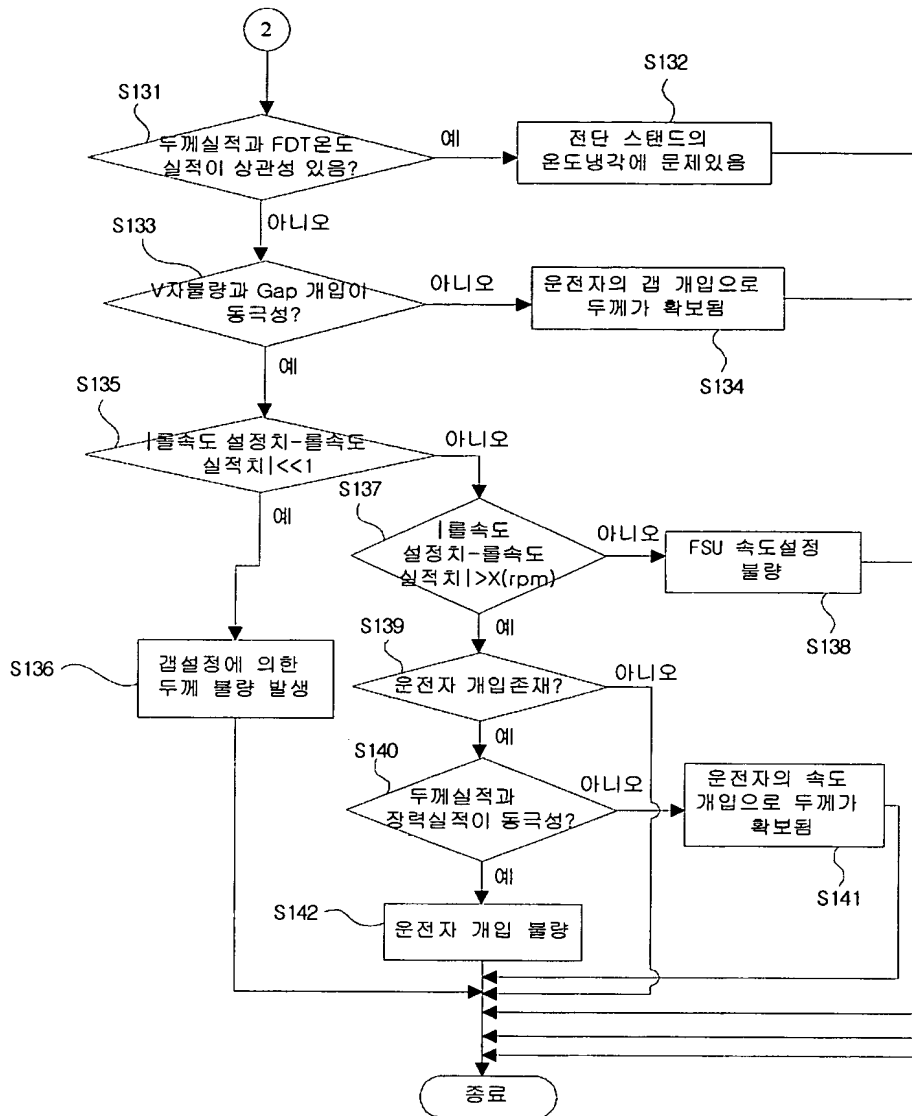 2
S131
두께실적과 FDT온도
실적이 상관성 있음?
예
S132
전단 스탠드의
온도냉각에 문제있음
아니오
S133
V자불량과 Gap 개입이
동극성?
아니오
운전자의 갭 개입으로
두께가 확보됨
S134
예
S135
|롤속도 설정치-롤속도
실적치|<<1
아니오
예
S137
|롤속도
설정치-롤속도
실적치|>X(rpm)
아니오
FSU 속도설정
불량
S138
예
S136
갭설정에 의한
두께 불량 발생
S139
운전자 개입존재?
아니오
예
S140
두께실적과
장력실적이 동극성?
아니오
운전자의 속도
개입으로 두께가
확보됨
S141
예
S142
운전자 개입 불량
종료